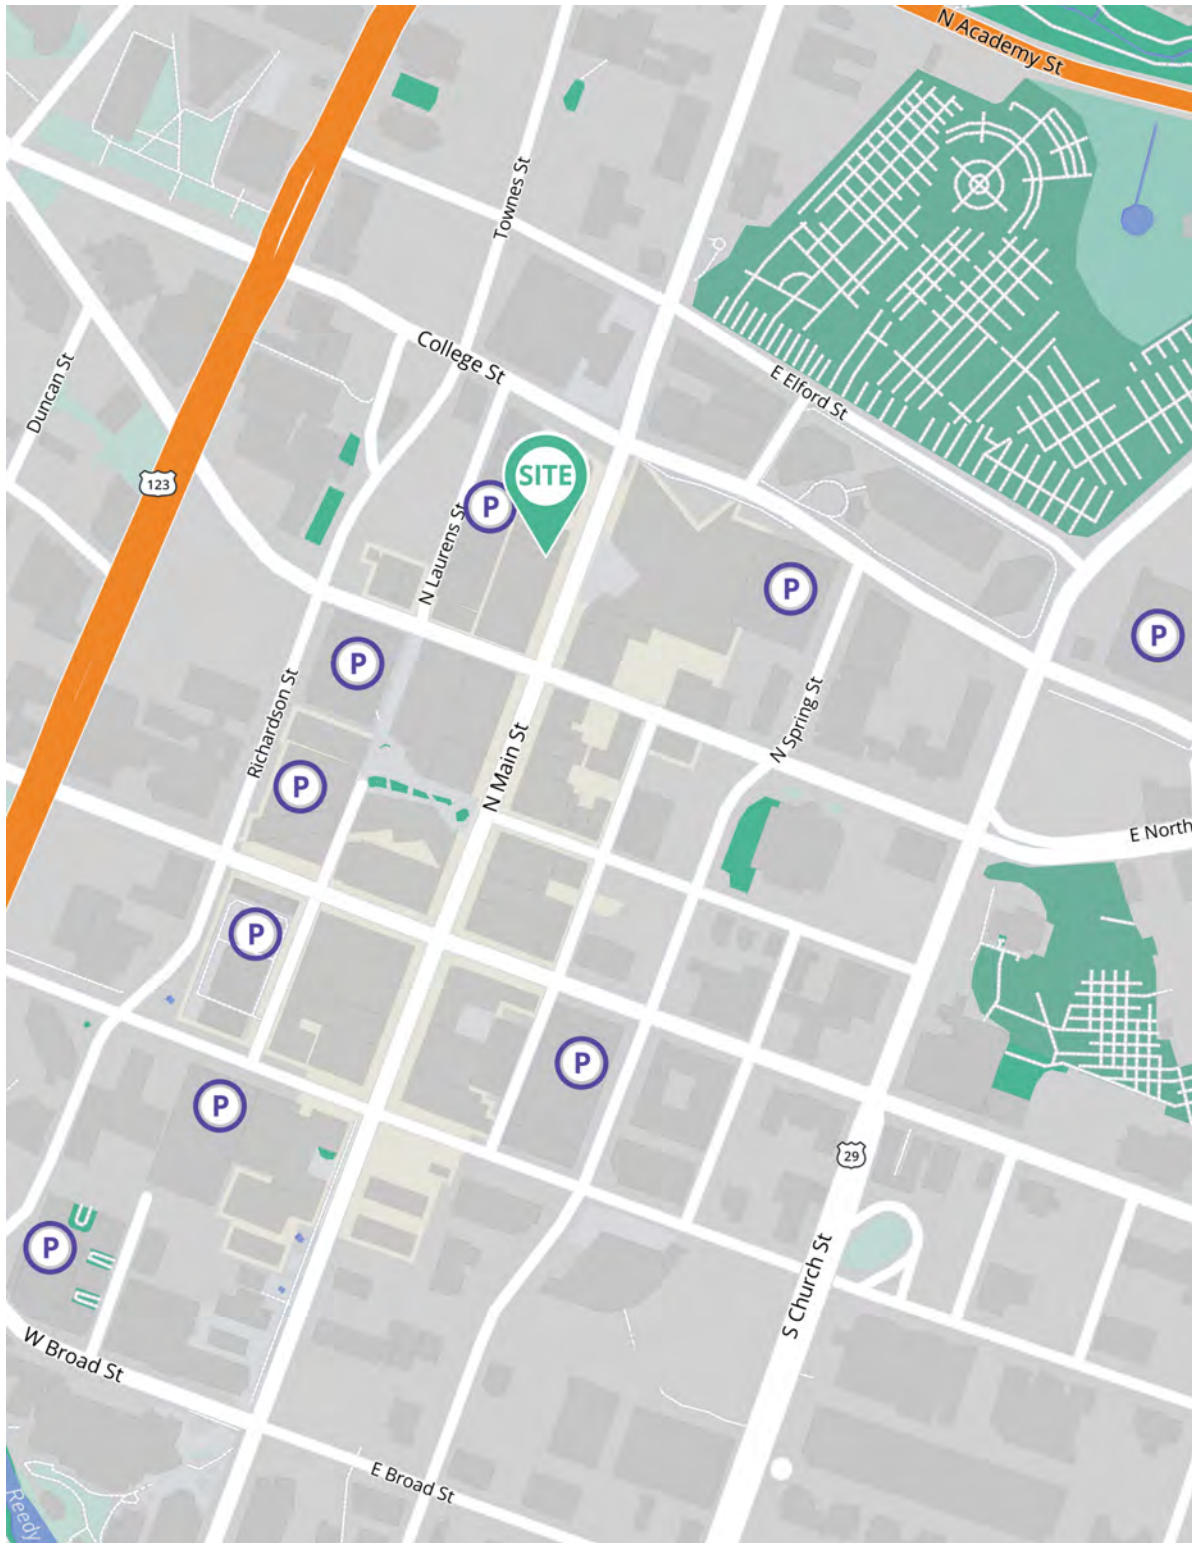 N Academy St
Townes St
College St
E Elford St
Duncan St
123
SITE
P
N Laurens St
P
P
P
Richardson St
N Spring St
N Main St
P
E North
P
P
P
29
P
S Church St
W Broad St
E Broad St
Reedy